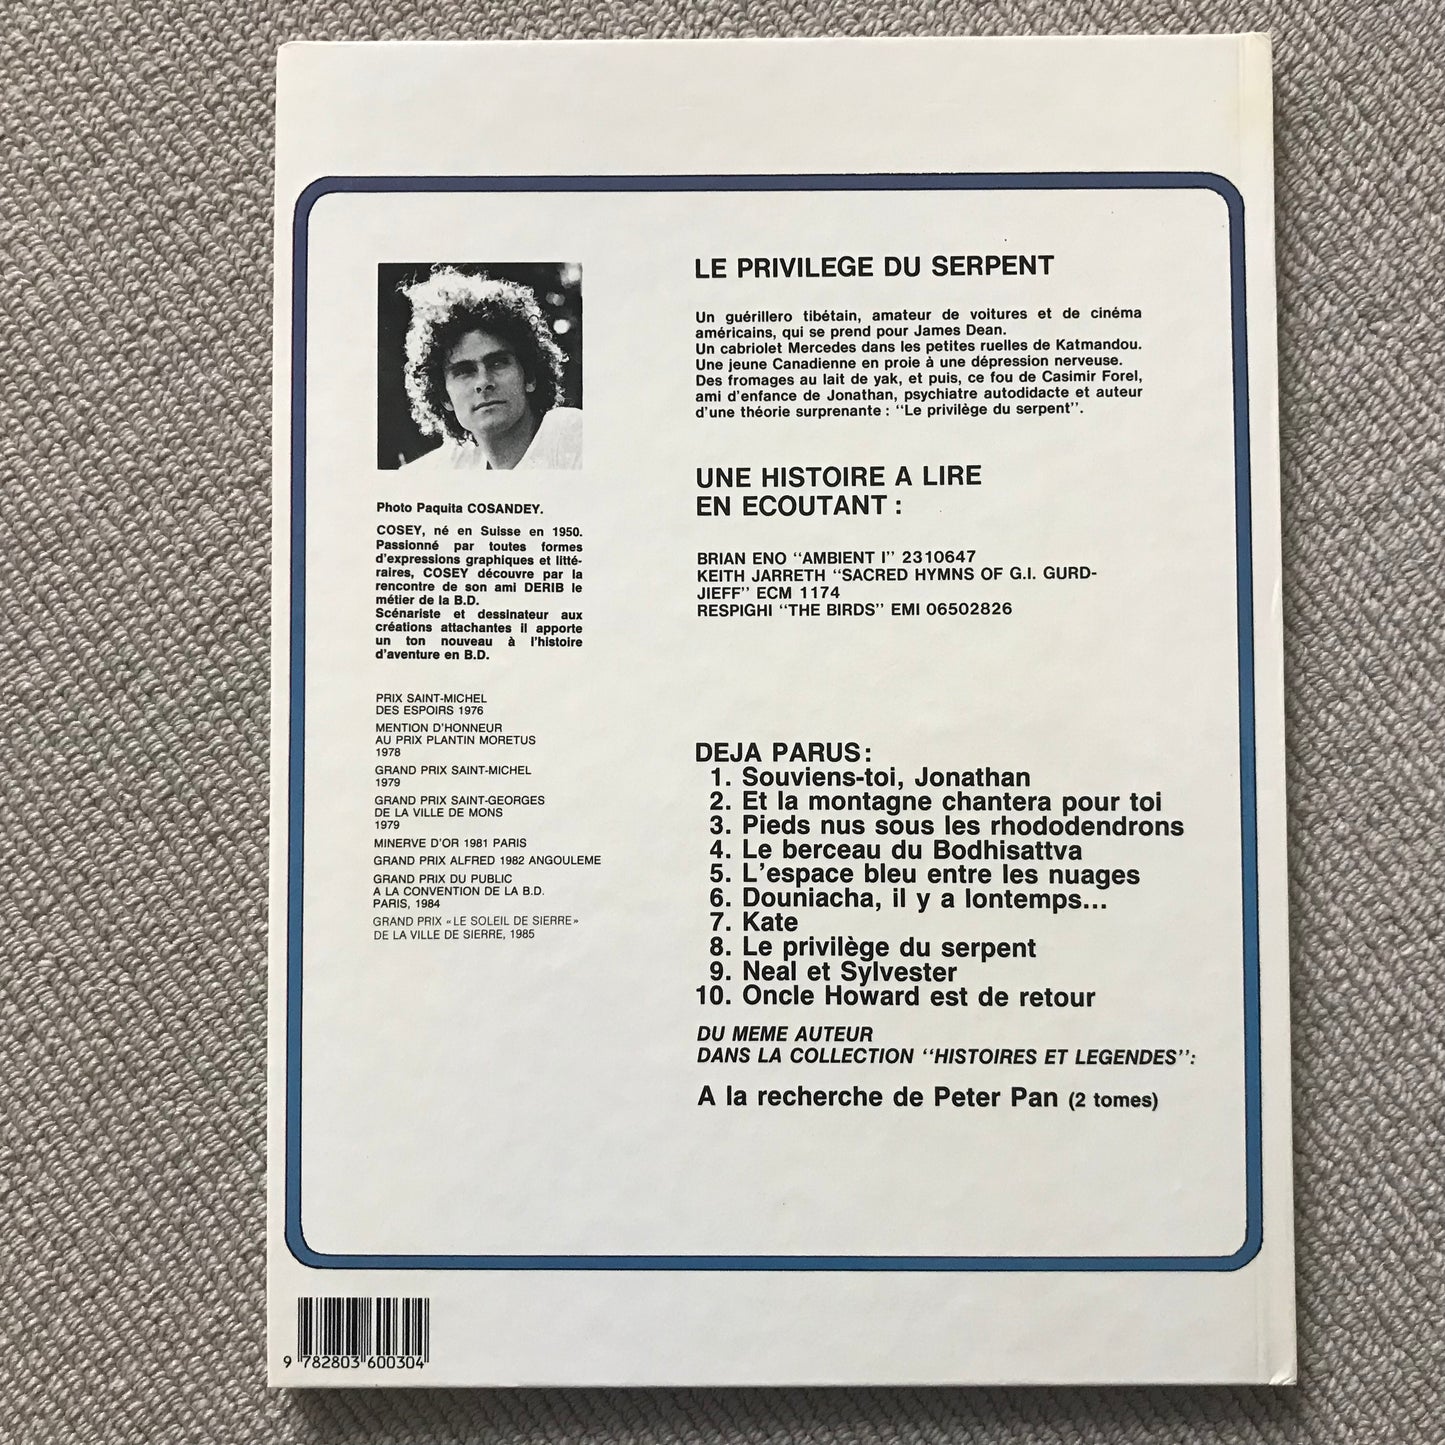 Photo Paquita COSANDEY.
COSEY, né en Suisse en 1950.
Passionné par toutes formes
d'expressions graphiques et litté-
raires, COSEY découvre par la
rencontre de son ami DERIB le
métier de la B.D.
Scénariste et dessinateur aux
créations attachantes il apporte
un ton nouveau à l'histoire
d'aventure en B.D.
PRIX SAINT-MICHEL
DES ESPOIRS 1976
MENTION D'HONNEUR
AU PRIX PLANTIN MORETUS
1978
GRAND PRIX SAINT-MICHEL
1979
GRAND PRIX SAINT-GEORGES
DE LA VILLE DE MONS
1979
MINERVE D'OR 1981 PARIS
GRAND PRIX ALFRED 1982 ANGOULEME
GRAND PRIX DU PUBLIC
A LA CONVENTION DE LA B.D.
PARIS, 1984
GRAND PRIX «LE SOLEIL DE SIERRE»
DE LA VILLE DE SIERRE, 1985
LE PRIVILEGE DU SERPENT
Un guérillero tibétain, amateur de voitures et de cinéma
américains, qui se prend pour James Dean.
Un cabriolet Mercedes dans les petites ruelles de Katmandou.
Une jeune Canadienne en proie à une dépression nerveuse.
Des fromages au lait de yak, et puis, ce fou de Casimir Forel,
ami d'enfance de Jonathan, psychiatre autodidacte et auteur
d'une théorie surprenante : "Le privilège du serpent".
UNE HISTOIRE A LIRE
EN ECOUTANT :
BRIAN ENO "AMBIENT I" 2310647
KEITH JARRETH "SACRED HYMNS OF G.I. GURD-
JIEFF" ECM 1174
RESPIGHI "THE BIRDS" EMI 06502826
DEJA PARUS :
1. Souviens-toi, Jonathan
2. Et la montagne chantera pour toi
3. Pieds nus sous les rhododendrons
4. Le berceau du Bodhisattva
5. L'espace bleu entre les nuages
6. Douniacha, il y a lontemps...
7. Kate
8. Le privilège du serpent
9. Neal et Sylvester
10. Oncle Howard est de retour
DU MEME AUTEUR
DANS LA COLLECTION "HISTOIRES ET LEGENDES":
A la recherche de Peter Pan (2 tomes)
9 782803 600304